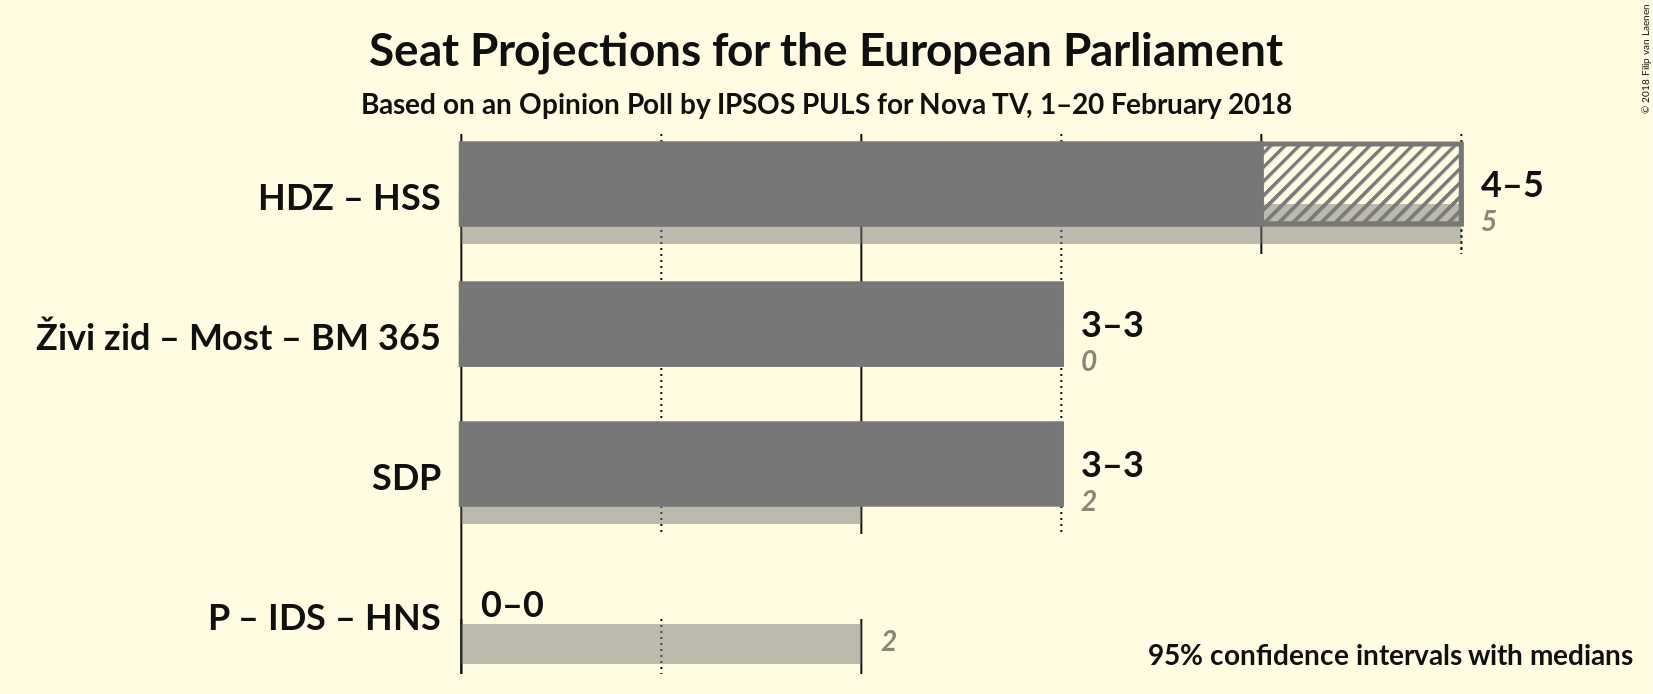 Seat Projections for the European Parliament
Based on an Opinion Poll by IPSOS PULS for Nova TV, 1–20 February 2018
© 2018 Filip van Laenen
HDZ – HSS
4–5
5
Živi zid – Most – BM 365
3–3
0
SDP
3–3
2
P – IDS – HNS
0–0
2
95% confidence intervals with medians